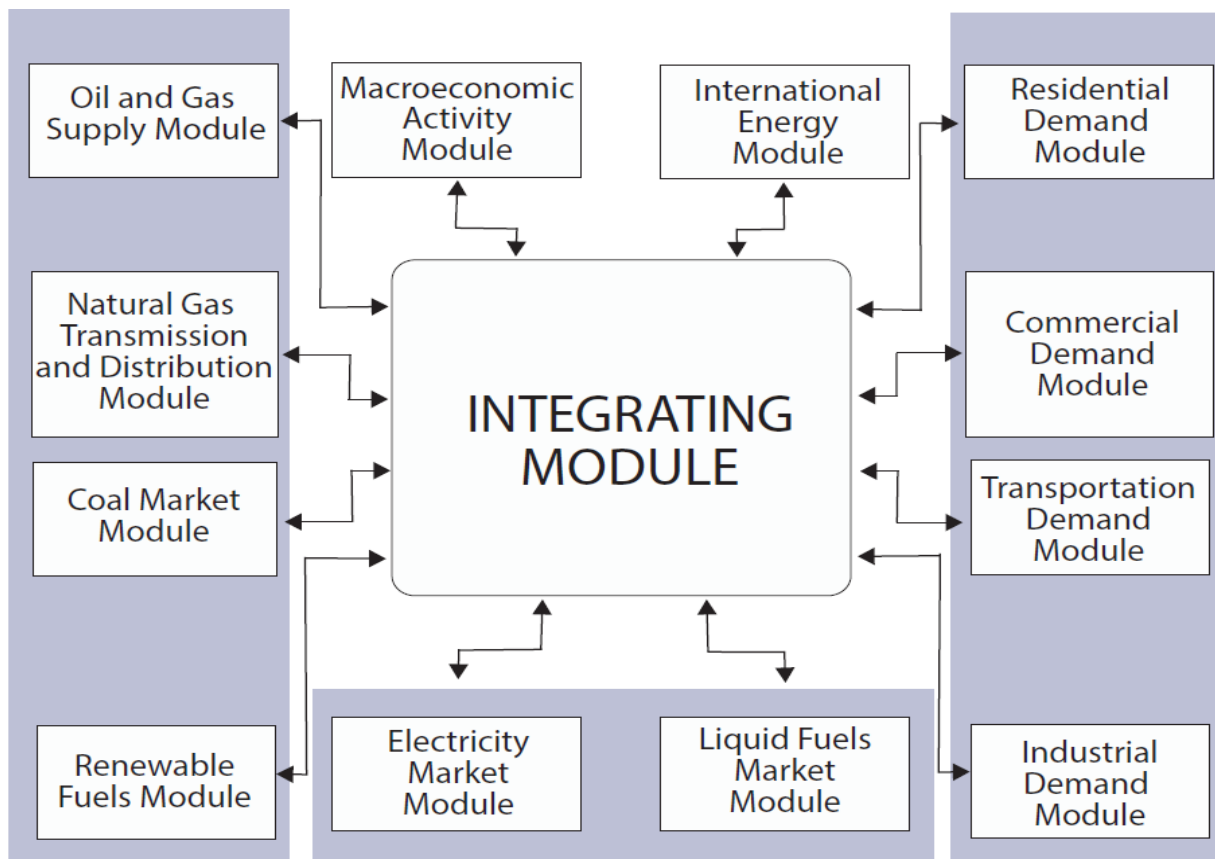 Oil and Gas
Supply Module
Macroeconomic
Activity
Module
International
Energy
Module
Residential
Demand
Module
Natural Gas
Transmission
and Distribution
Module
Commercial
Demand
Module
INTEGRATING
MODULE
Coal Market
Module
Transportation
Demand
Module
Renewable
Fuels Module
Electricity
Market
Module
Liquid Fuels
Market
Module
Industrial
Demand
Module